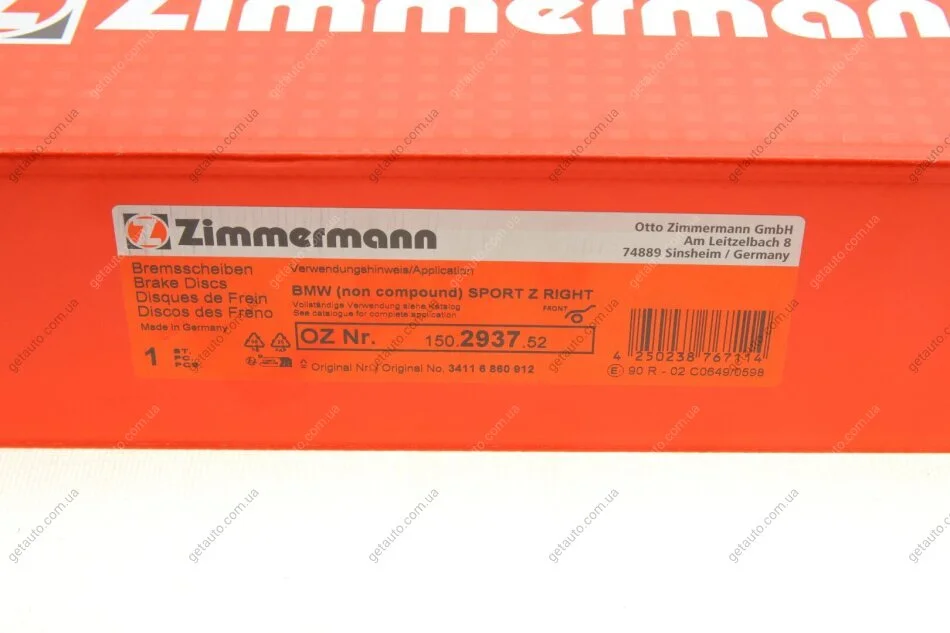 Zimmermann
Zimmermann
Otto Zimmermann GmbH
Am Leitzelbach 8
74889 Sinsheim / Germany
Bremsscheiben
Brake Discs
Disques de Frein
Discos des Freno
Made in Germany
1 ST.
PC.
PCS
Verwendungshinweis/Application
BMW (non compound) SPORT Z RIGHT
Vollständige Verwendung siehe Katalog
See catalogue for complete application
FRONT
OZ Nr. 150.2937.52
Original Nr. / Original No. 3411 6 860 912
4 250238 767114
E 90 R - 02 C0649/0598
getauto.com.ua